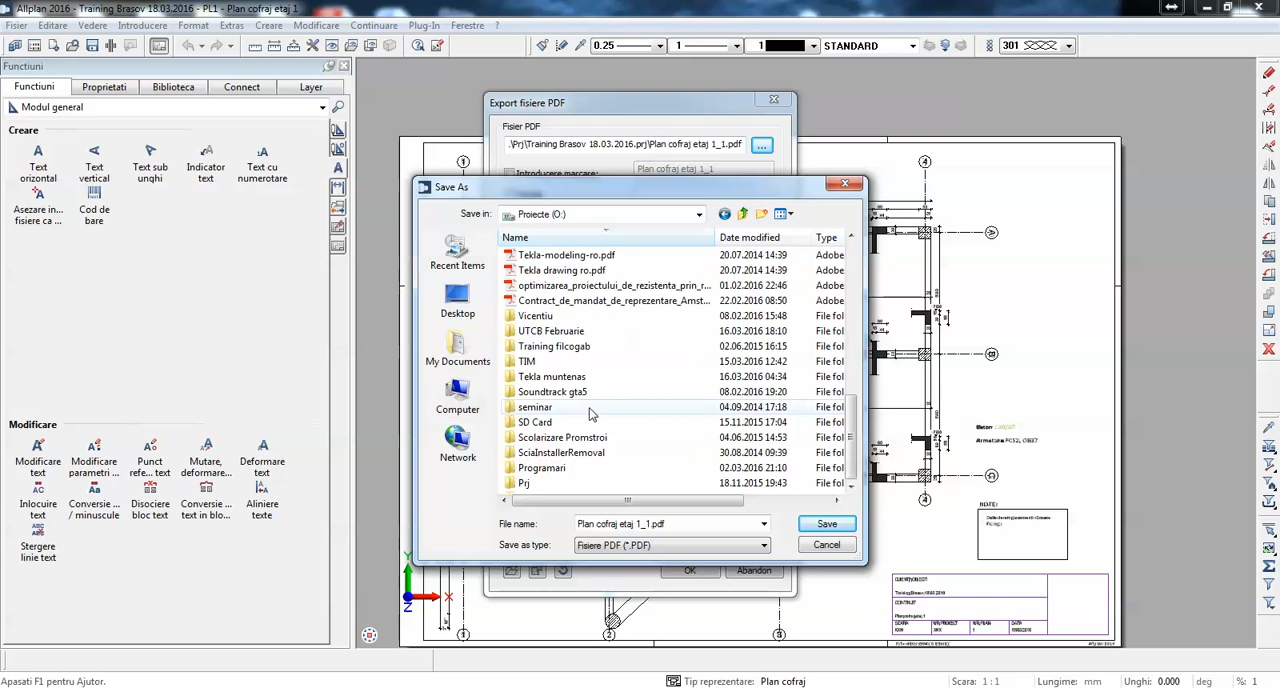 Allplan 2016 - Training Brasov 18.03.2016 - PL1 - Plan cofraj etaj 1
Fisier Editare Vedere Introducere Format Extras Creare Modificare Continuare Plug-In Ferestre ?
0.25 1 1 STANDARD 301
Functiuni
Functiuni Proprietati Biblioteca Connect Layer
Modul general
Creare
Text orizontal
Text vertical
Text sub unghi
Indicator text
Text cu numerotare
Asezare in... fisiere ca ...
Cod de bare
Modificare
Modificare text
Modificare parametri ...
Punct refe... text
Mutare, deformare...
Deformare text
Inlocuire text
Conversie ... / minuscule
Disociere bloc text
Conversie ... text in blo...
Aliniere texte
Stergere linie text
Export fisiere PDF
Fisier PDF
.\Prj\Training Brasov 18.03.2016.prj\Plan cofraj etaj 1_1.pdf ...
Introducere marcare: Plan cofraj etaj 1_1
Save As
Save in: Proiecte (O:)
Name Date modified Type
Tekla-modeling-ro.pdf 20.07.2014 14:39 Adobe
Tekla drawing ro.pdf 20.07.2014 14:39 Adobe
optimizarea_proiectului_de_rezistenta_prin_r... 01.02.2016 22:46 Adobe
Contract_de_mandat_de_reprezentare_Amst... 22.02.2016 08:50 Adobe
Vicentiu 08.02.2016 15:48 File fol
UTCB Februarie 16.03.2016 18:10 File fol
Training filcogab 02.06.2015 16:15 File fol
TIM 15.03.2016 12:42 File fol
Tekla muntenas 16.03.2016 04:34 File fol
Soundtrack gta5 08.02.2016 19:20 File fol
seminar 04.09.2014 17:18 File fol
SD Card 15.11.2015 17:04 File fol
Scolarizare Promstroi 04.06.2015 14:53 File fol
SciaInstallerRemoval 30.08.2014 09:39 File fol
Programari 02.03.2016 21:10 File fol
Prj 18.11.2015 19:43 File fol
Recent Items
Desktop
My Documents
Computer
Network
File name: Plan cofraj etaj 1_1.pdf Save
Save as type: Fisiere PDF (*.PDF) Cancel
OK Abandon
1 4
A
B
C
4
1 2 3
Y
X
Z
Armatura PC52, OB37
NOTE:
CONTINUT
Apasati F1 pentru Ajutor. Tip reprezentare: Plan cofraj Scara: 1 : 1 Lungime: mm Unghi: 0.000 deg %: 1